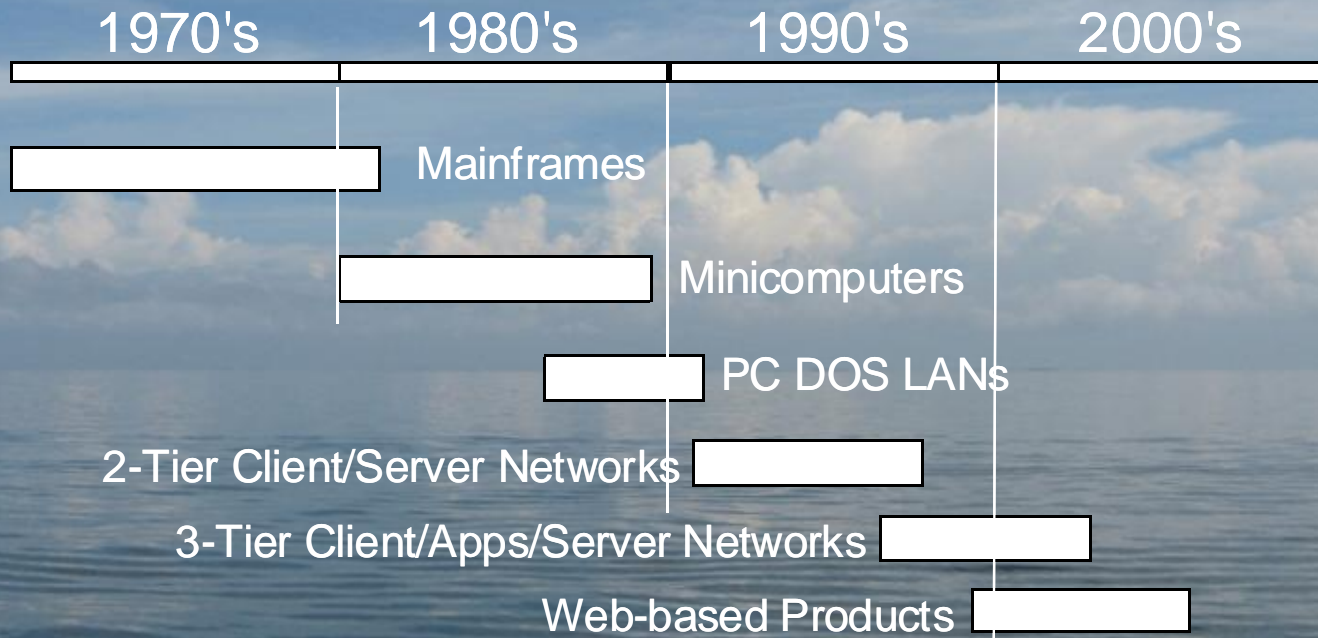 1970's 1980's 1990's 2000's
Mainframes
Minicomputers
PC DOS LANs
2-Tier Client/Server Networks
3-Tier Client/Apps/Server Networks
Web-based Products